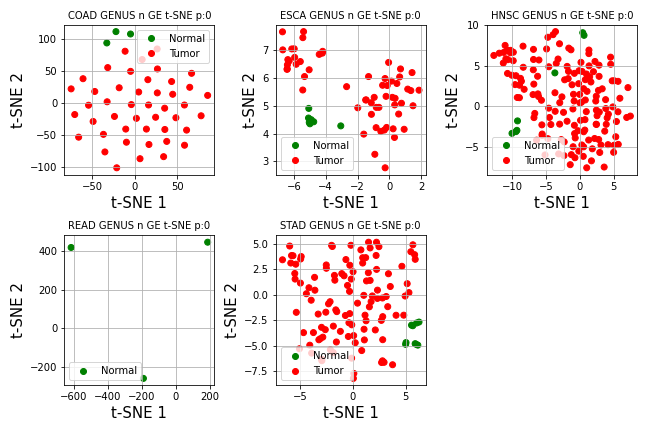 COAD GENUS n GE t-SNE p:0
t-SNE 2
100
50
0
−50
−100
Normal
Tumor
−50
0
50
t-SNE 1
ESCA GENUS n GE t-SNE p:0
t-SNE 2
7
6
5
4
3
Normal
Tumor
−6
−4
−2
0
2
t-SNE 1
HNSC GENUS n GE t-SNE p:0
t-SNE 2
10
5
0
−5
Normal
Tumor
−10
−5
0
5
t-SNE 1
READ GENUS n GE t-SNE p:0
t-SNE 2
400
200
0
−200
Normal
−600
−400
−200
0
200
t-SNE 1
STAD GENUS n GE t-SNE p:0
t-SNE 2
5.0
2.5
0.0
−2.5
−5.0
−7.5
Normal
Tumor
−5
0
5
t-SNE 1